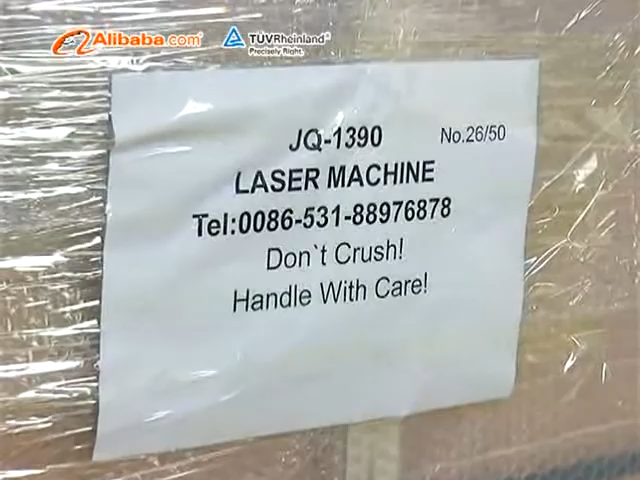 Alibaba.com
TÜVRheinland®
Precisely Right.
JQ-1390
No.26/50
LASER MACHINE
Tel:0086-531-88976878
Don`t Crush!
Handle With Care!